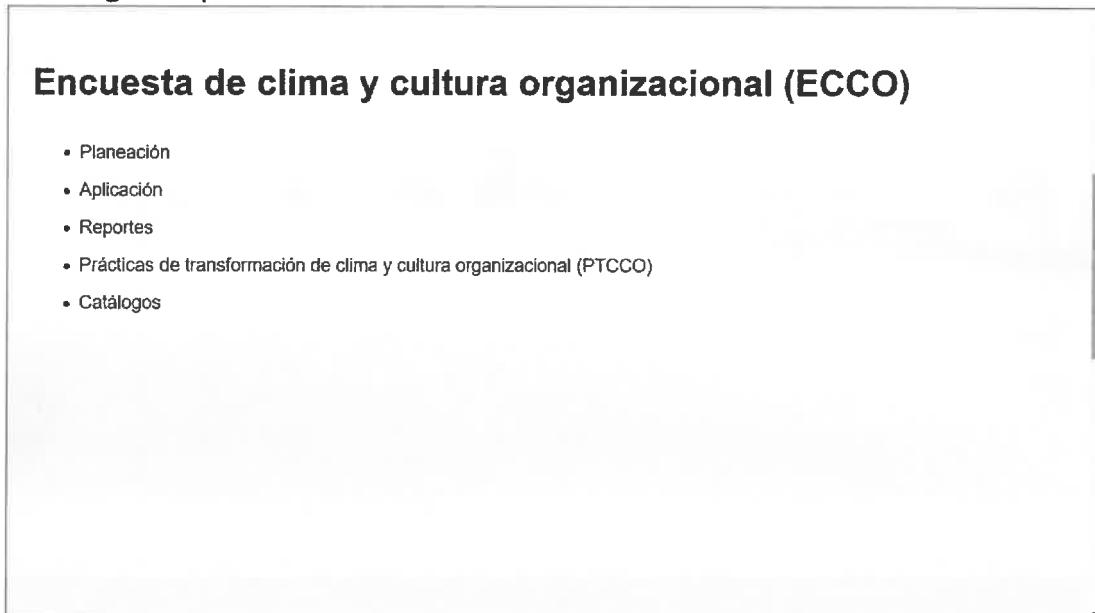 Encuesta de clima y cultura organizacional (ECCO)
• Planeación
• Aplicación
• Reportes
• Prácticas de transformación de clima y cultura organizacional (PTCCO)
• Catálogos